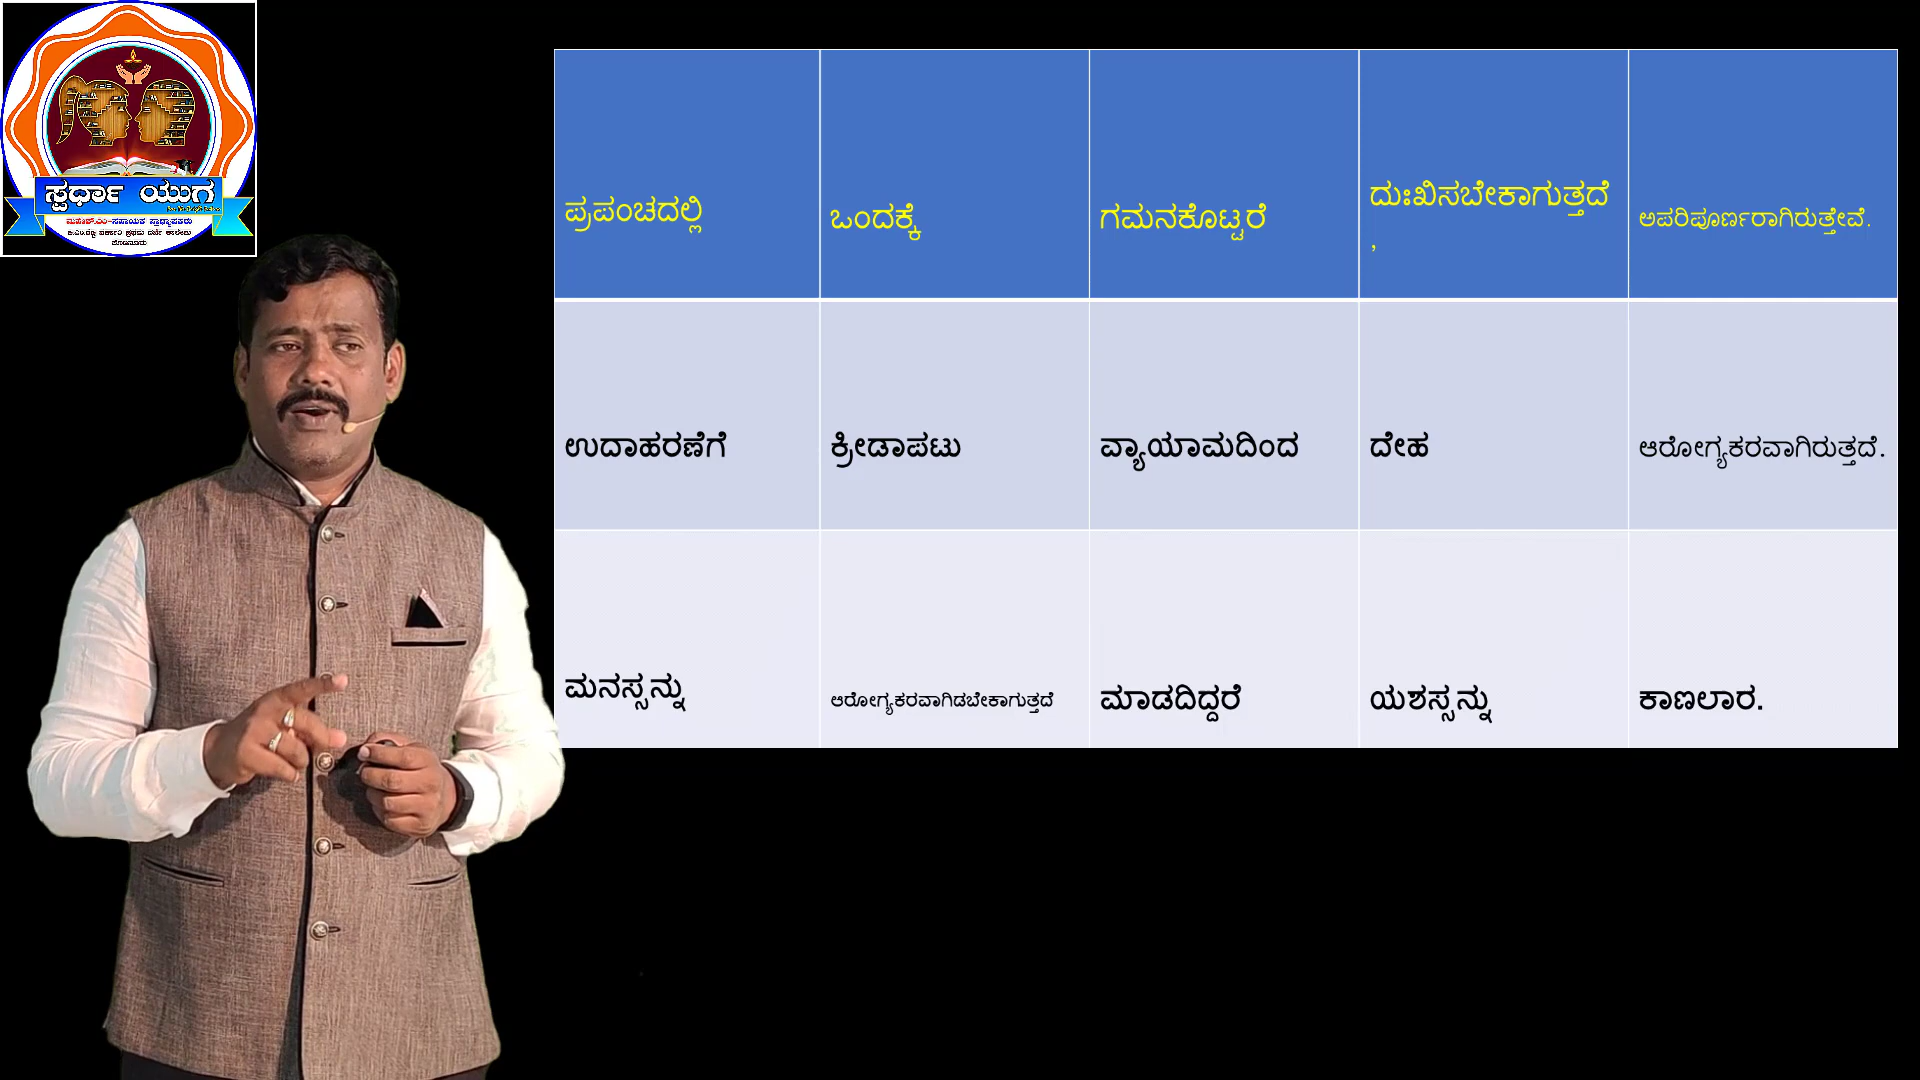 ಸ್ಪರ್ಧಾ ಯುಗ
ಪ್ರಪಂಚದಲ್ಲಿ ಒಂದಕ್ಕೆ ಗಮನಕೊಟ್ಟರೆ ದುಃಖಿಸಬೇಕಾಗುತ್ತದೆ, ಅಪರಿಪೂರ್ಣರಾಗಿರುತ್ತೇವೆ.
ಉದಾಹರಣೆಗೆ ಕ್ರೀಡಾಪಟು ವ್ಯಾಯಾಮದಿಂದ ದೇಹ ಆರೋಗ್ಯಕರವಾಗಿರುತ್ತದೆ.
ಮನಸ್ಸನ್ನು ಆರೋಗ್ಯಕರವಾಗಿಡಬೇಕಾಗುತ್ತದೆ ಮಾಡದಿದ್ದರೆ ಯಶಸ್ಸನ್ನು ಕಾಣಲಾರ.